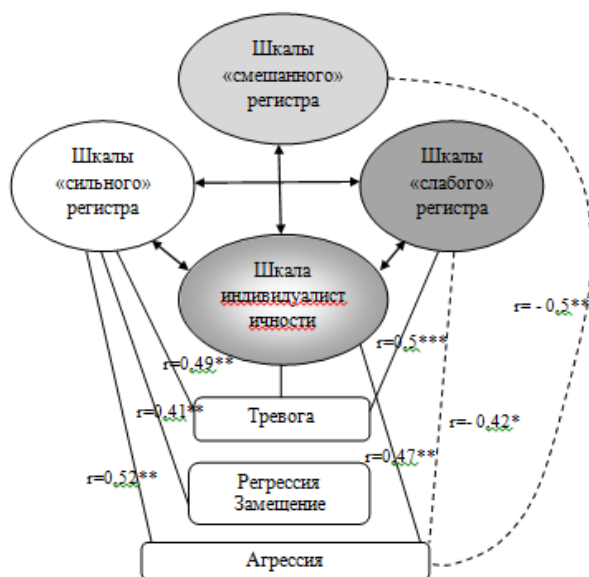 Шкалы
«смешанного»
регистра
Шкалы
«сильного»
регистра
Шкалы
«слабого»
регистра
Шкала
индивидуалист
ичности
r= - 0,5**
r=0,5***
r=0,49**
r=0,41**
Тревога
r=- 0,42*
r=0,47**
r=0,52**
Регрессия
Замещение
Агрессия